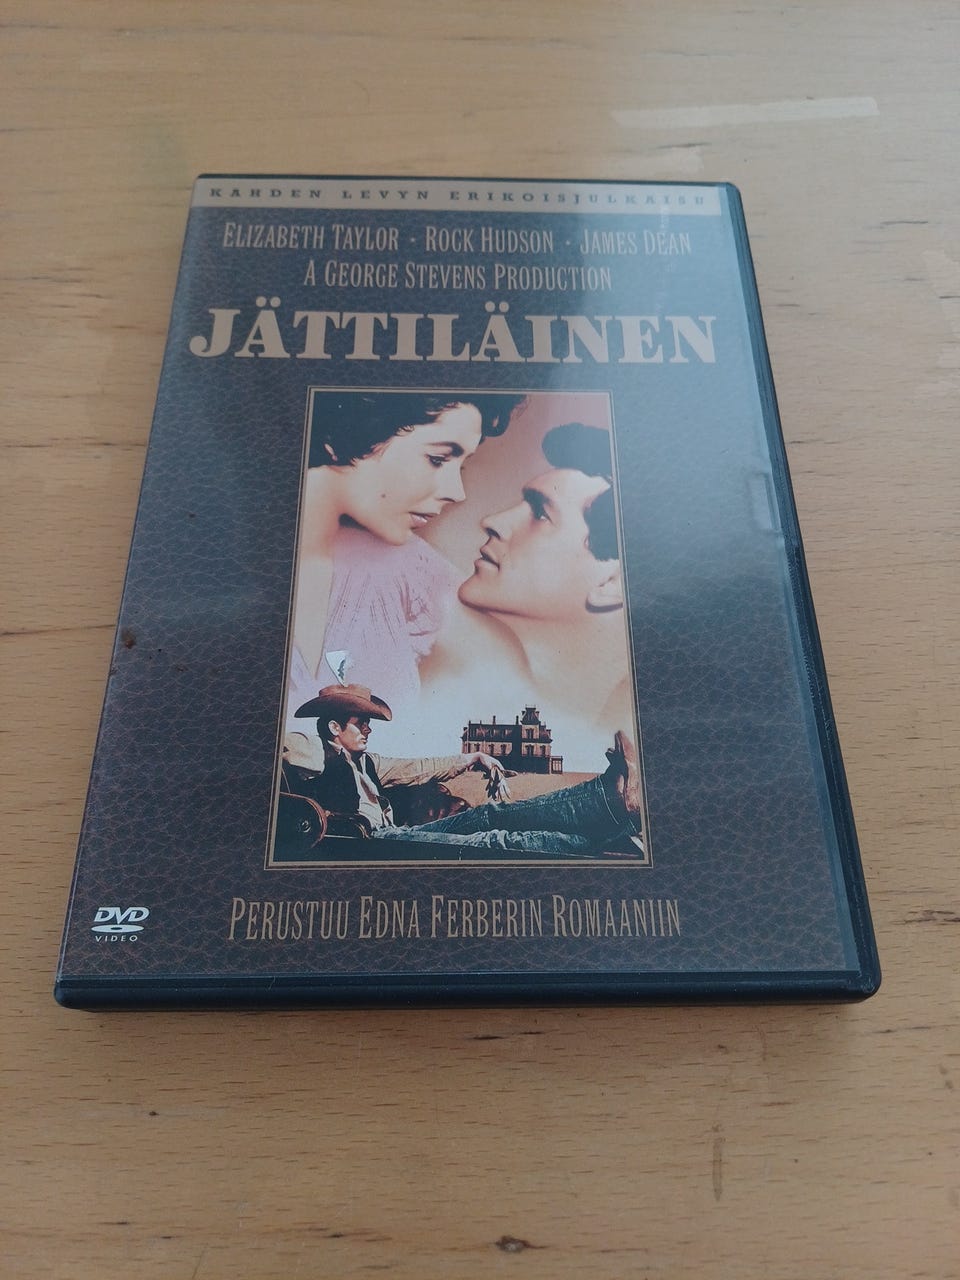 KAHDEN LEVYN ERIKOISJULKAISU
ELIZABETH TAYLOR · ROCK HUDSON · JAMES DEAN
A GEORGE STEVENS PRODUCTION
JÄTTILÄINEN
PERUSTUU EDNA FERBERIN ROMAANIIN
DVD
VIDEO